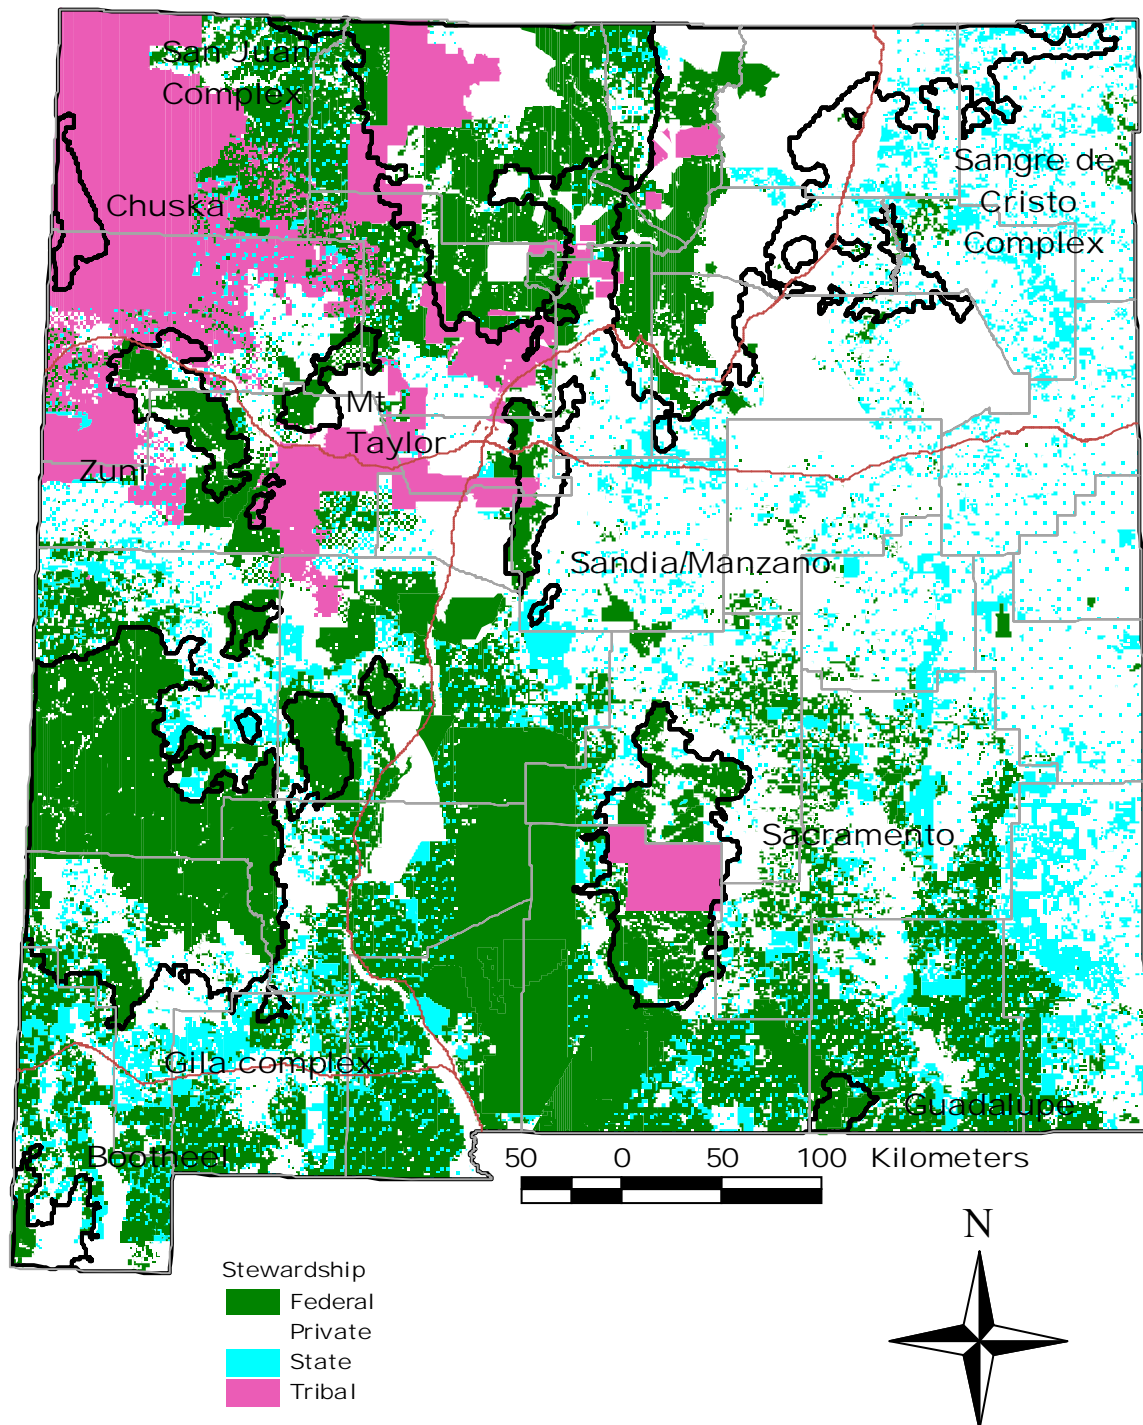 San Juan
Complex
Sangre de
Cristo
Complex
Chuska
Mt.
Taylor
Zuni
Sandia/Manzano
Sacramento
Gila complex
Guadalupe
Bootheel
50 0 50 100 Kilometers
N
Stewardship
Federal
Private
State
Tribal